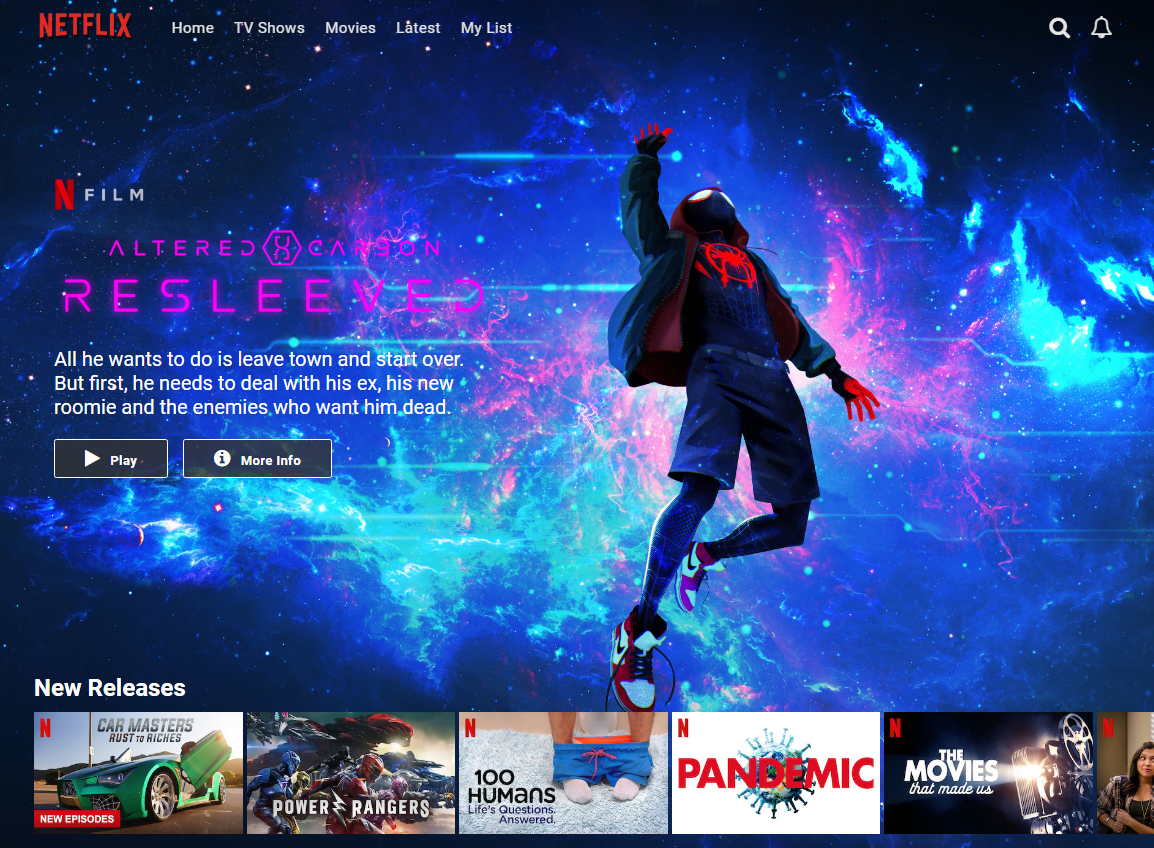 NETFLIX
Home TV Shows Movies Latest My List
N FILM
ALTERED CARBON
RESLEEVED
All he wants to do is leave town and start over.
But first, he needs to deal with his ex, his new
roomie and the enemies who want him dead.
Play More Info
New Releases
N
CAR MASTERS
RUST TO RICHES
NEW EPISODES
POWER RANGERS
N
100
HUMANS
Life's Questions.
Answered.
N
PANDEMIC
N
THE
MOVIES
that made us
N